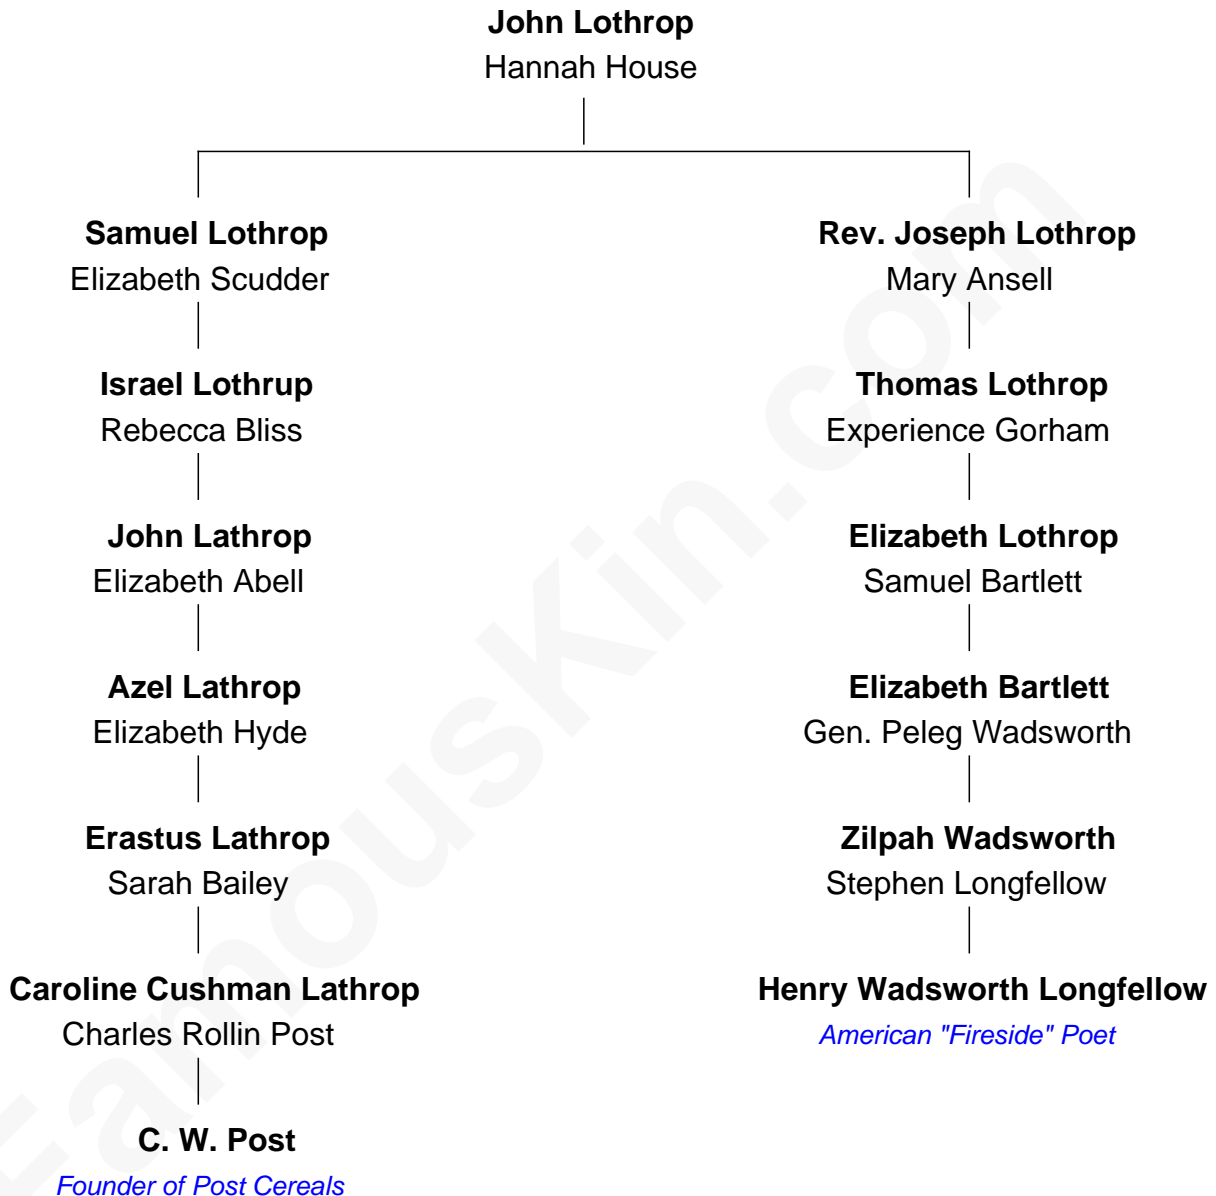 John Lothrop
Hannah House
Samuel Lothrop
Elizabeth Scudder
Rev. Joseph Lothrop
Mary Ansell
Israel Lothrup
Rebecca Bliss
Thomas Lothrop
Experience Gorham
John Lathrop
Elizabeth Abell
Elizabeth Lothrop
Samuel Bartlett
Azel Lathrop
Elizabeth Hyde
Elizabeth Bartlett
Gen. Peleg Wadsworth
Erastus Lathrop
Sarah Bailey
Zilpah Wadsworth
Stephen Longfellow
Caroline Cushman Lathrop
Charles Rollin Post
Henry Wadsworth Longfellow
American "Fireside" Poet
C. W. Post
Founder of Post Cereals
FamousKin.com